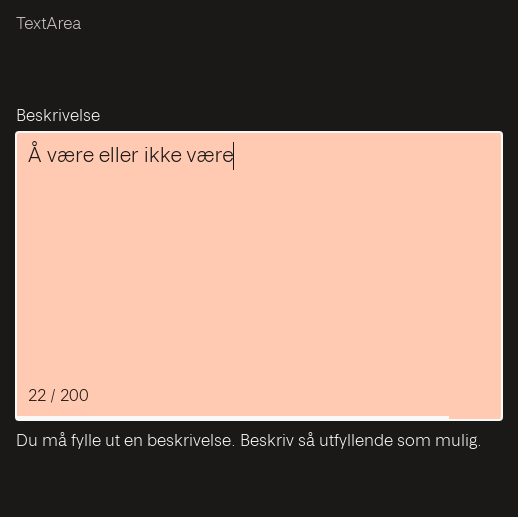 TextArea
Beskrivelse
Å være eller ikke være
22 / 200
Du må fylle ut en beskrivelse. Beskriv så utfyllende som mulig.